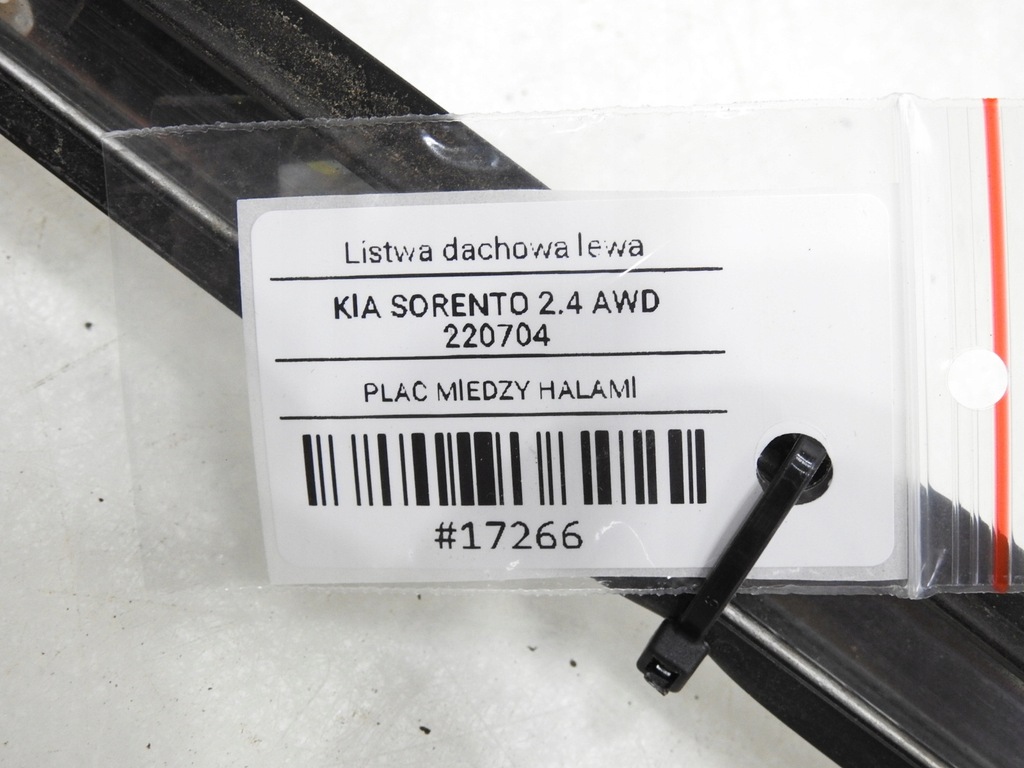 Listwa dachowa lewa
KIA SORENTO 2.4 AWD
220704
PLAC MIEDZY HALAMI
#17266